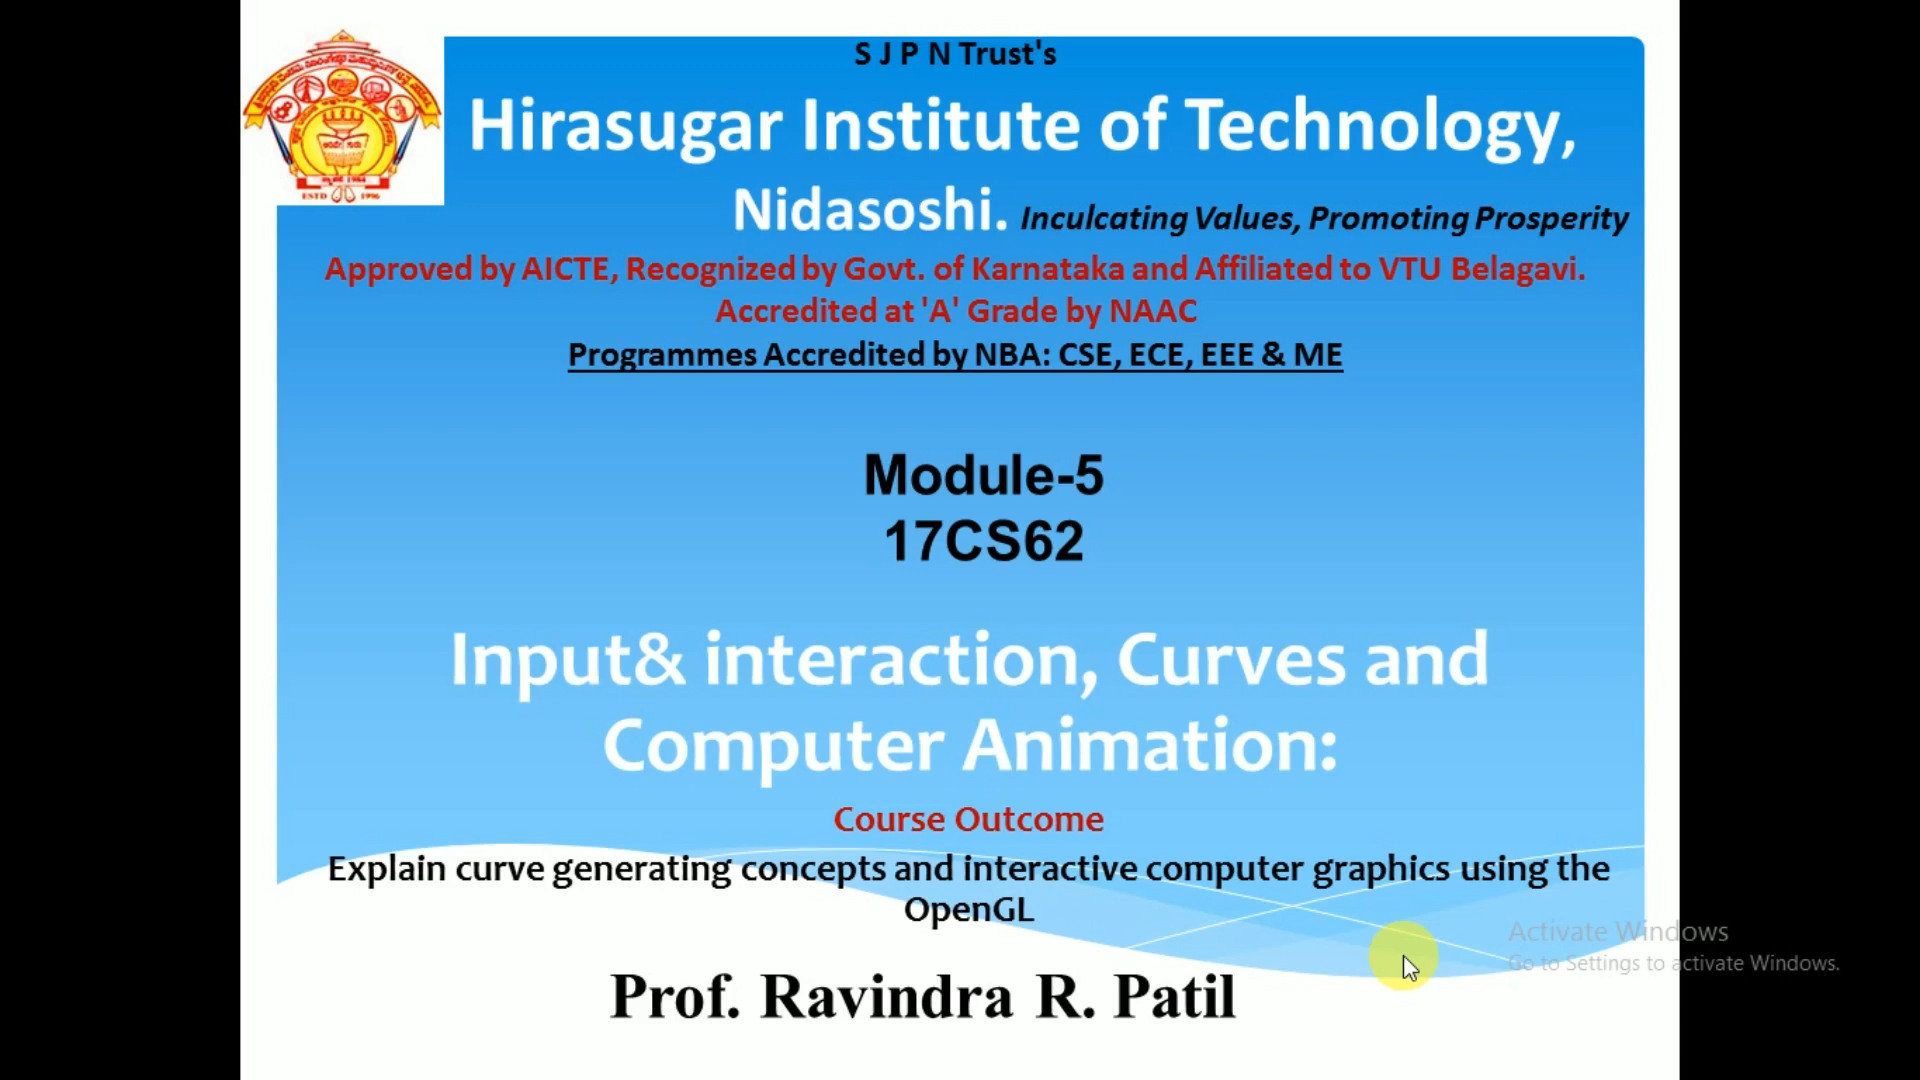 S J P N Trust's
Hirasugar Institute of Technology,
Nidasoshi. Inculcating Values, Promoting Prosperity
Approved by AICTE, Recognized by Govt. of Karnataka and Affiliated to VTU Belagavi.
Accredited at 'A' Grade by NAAC
Programmes Accredited by NBA: CSE, ECE, EEE & ME
ESTD 1996
Module-5
17CS62
Input& interaction, Curves and
Computer Animation:
Course Outcome
Explain curve generating concepts and interactive computer graphics using the
OpenGL
Activate Windows
Go to Settings to activate Windows.
Prof. Ravindra R. Patil